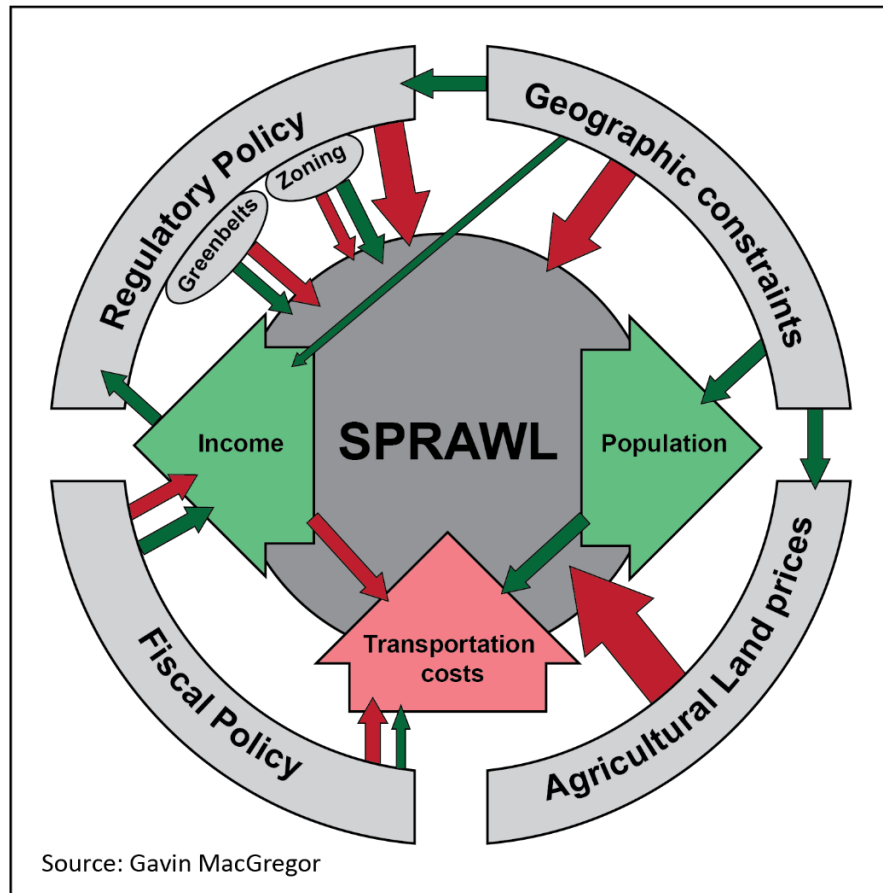 Regulatory Policy
Geographic constraints
Zoning
Greenbelts
Income
SPRAWL
Population
Transportation
costs
Fiscal Policy
Agricultural Land prices
Source: Gavin MacGregor